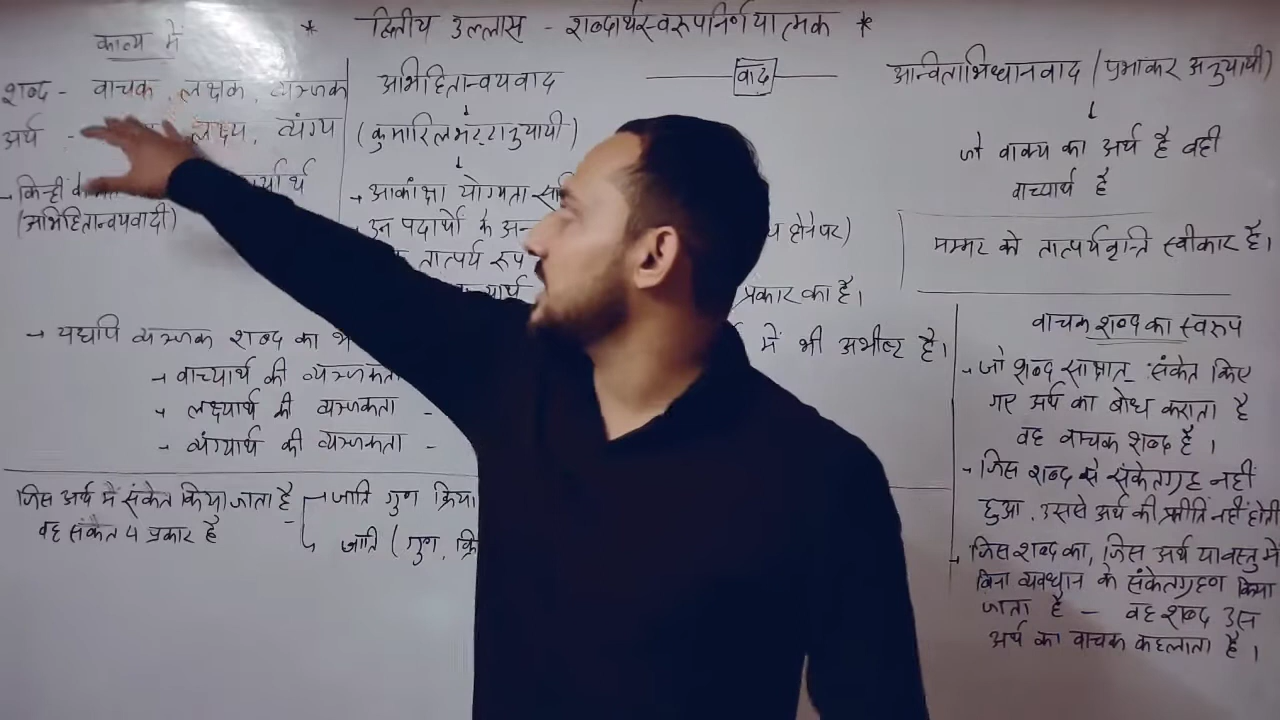 * द्वितीय उल्लास - शब्दार्थस्वरूपनिर्णयात्मक *
काव्य में
शब्द - वाचक, लक्षक, व्यञ्जक
अर्थ - लक्ष्य, व्यंग्य
→ किन्हीं
(अभिहितान्वयवादी)
अभिहितान्वयवाद
↓
(कुमारिलभट्टानुयायी)
↓
→ आकांक्षा योग्यता
उन पदार्थों के
तात्पर्य रूप
होने पर)
प्रकार का है।
वाद
अन्विताभिधानवाद (प्रभाकर अनुयायी)
↓
जो वाक्य का अर्थ है वही
वाच्यार्थ है
मम्मट को तात्पर्यवृत्ति स्वीकार है।
→ यद्यपि व्यञ्जक शब्द का
में भी अभीष्ट है।
→ वाच्यार्थ की व्यञ्जकता
→ लक्ष्यार्थ की व्यञ्जकता -
→ व्यंग्यार्थ की व्यञ्जकता -
जिस अर्थ में संकेत किया जाता है
वह संकेत 4 प्रकार है
जाति गुण क्रिया
जाति (गुण,
वाचक शब्द का स्वरूप
→ जो शब्द साक्षात् संकेत किए
गए अर्थ का बोध कराता है
वह वाचक शब्द है।
→ जिस शब्द से संकेतग्रह नहीं
हुआ, उससे अर्थ की प्रतीति नहीं होती
→ जिस शब्द का, जिस अर्थ या वस्तु में
बिना व्यवधान के संकेतग्रहण किया
जाता है - वह शब्द उस
अर्थ का वाचक कहलाता है।